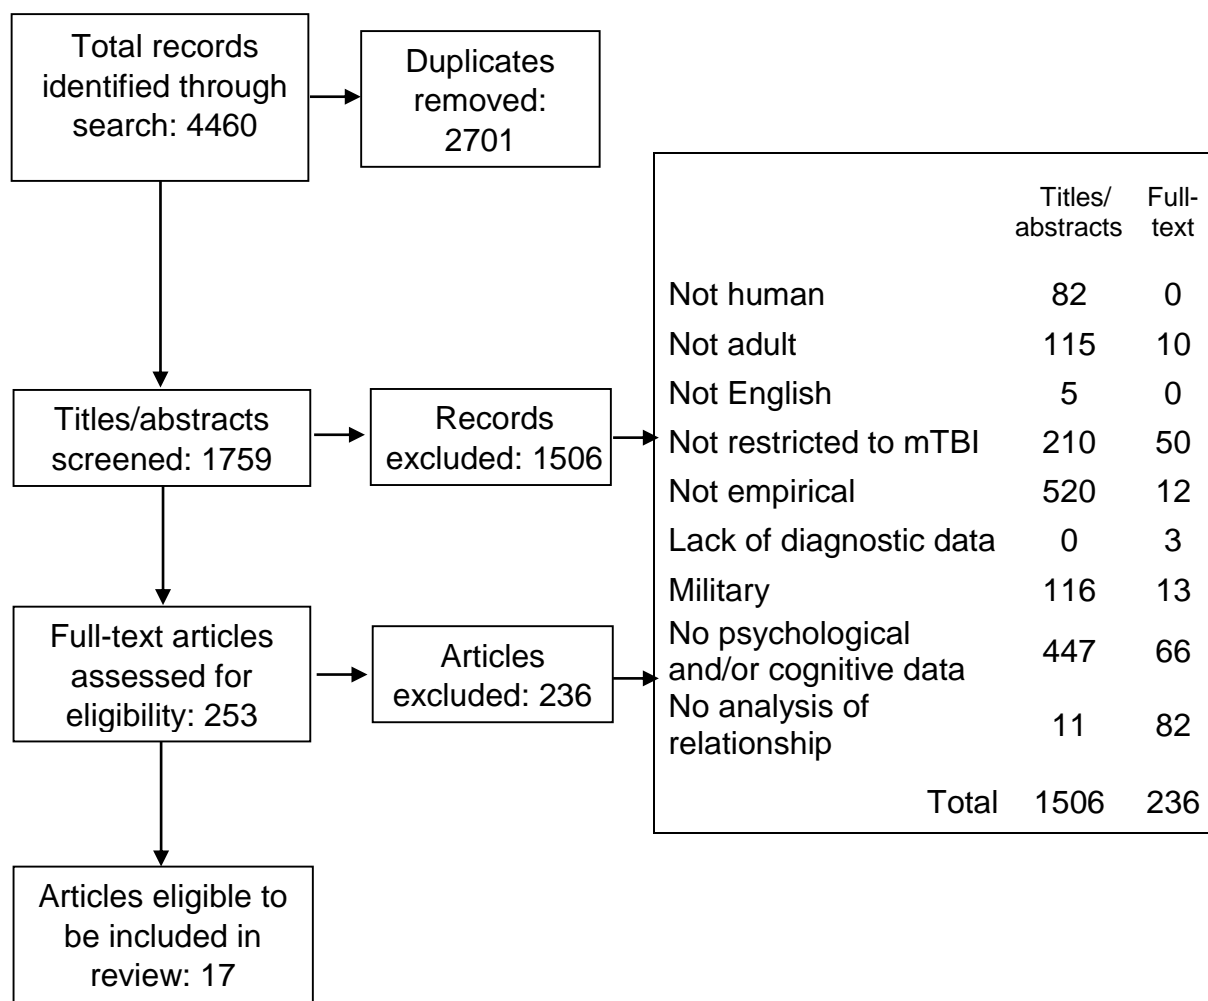 Total records
identified through
search: 4460
Duplicates
removed:
2701
Titles/abstracts
screened: 1759
Records
excluded: 1506
Full-text articles
assessed for
eligibility: 253
Articles
excluded: 236
Articles eligible to
be included in
review: 17
Titles/ Full-
abstracts text
Not human 82 0
Not adult 115 10
Not English 5 0
Not restricted to mTBI 210 50
Not empirical 520 12
Lack of diagnostic data 0 3
Military 116 13
No psychological
and/or cognitive data 447 66
No analysis of
relationship 11 82
Total 1506 236